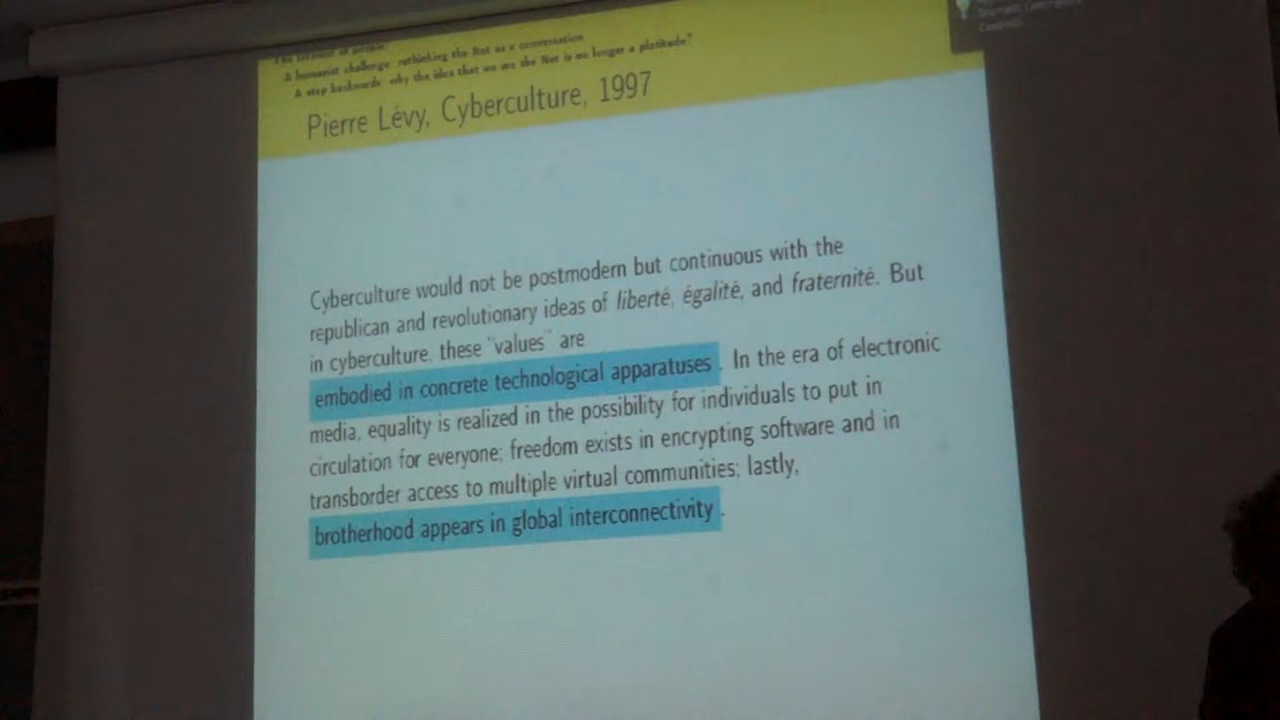 The Internet of people
A humanist challenge: rethinking the Net as a conversation
A step backwards: why the idea that we are the Net is no longer a platitude?
Pierre Lévy, Cyberculture, 1997
Cyberculture would not be postmodern but continuous with the
republican and revolutionary ideas of liberté, égalité, and fraternité. But
in cyberculture, these "values" are
embodied in concrete technological apparatuses . In the era of electronic
media, equality is realized in the possibility for individuals to put in
circulation for everyone; freedom exists in encrypting software and in
transborder access to multiple virtual communities; lastly,
brotherhood appears in global interconnectivity .